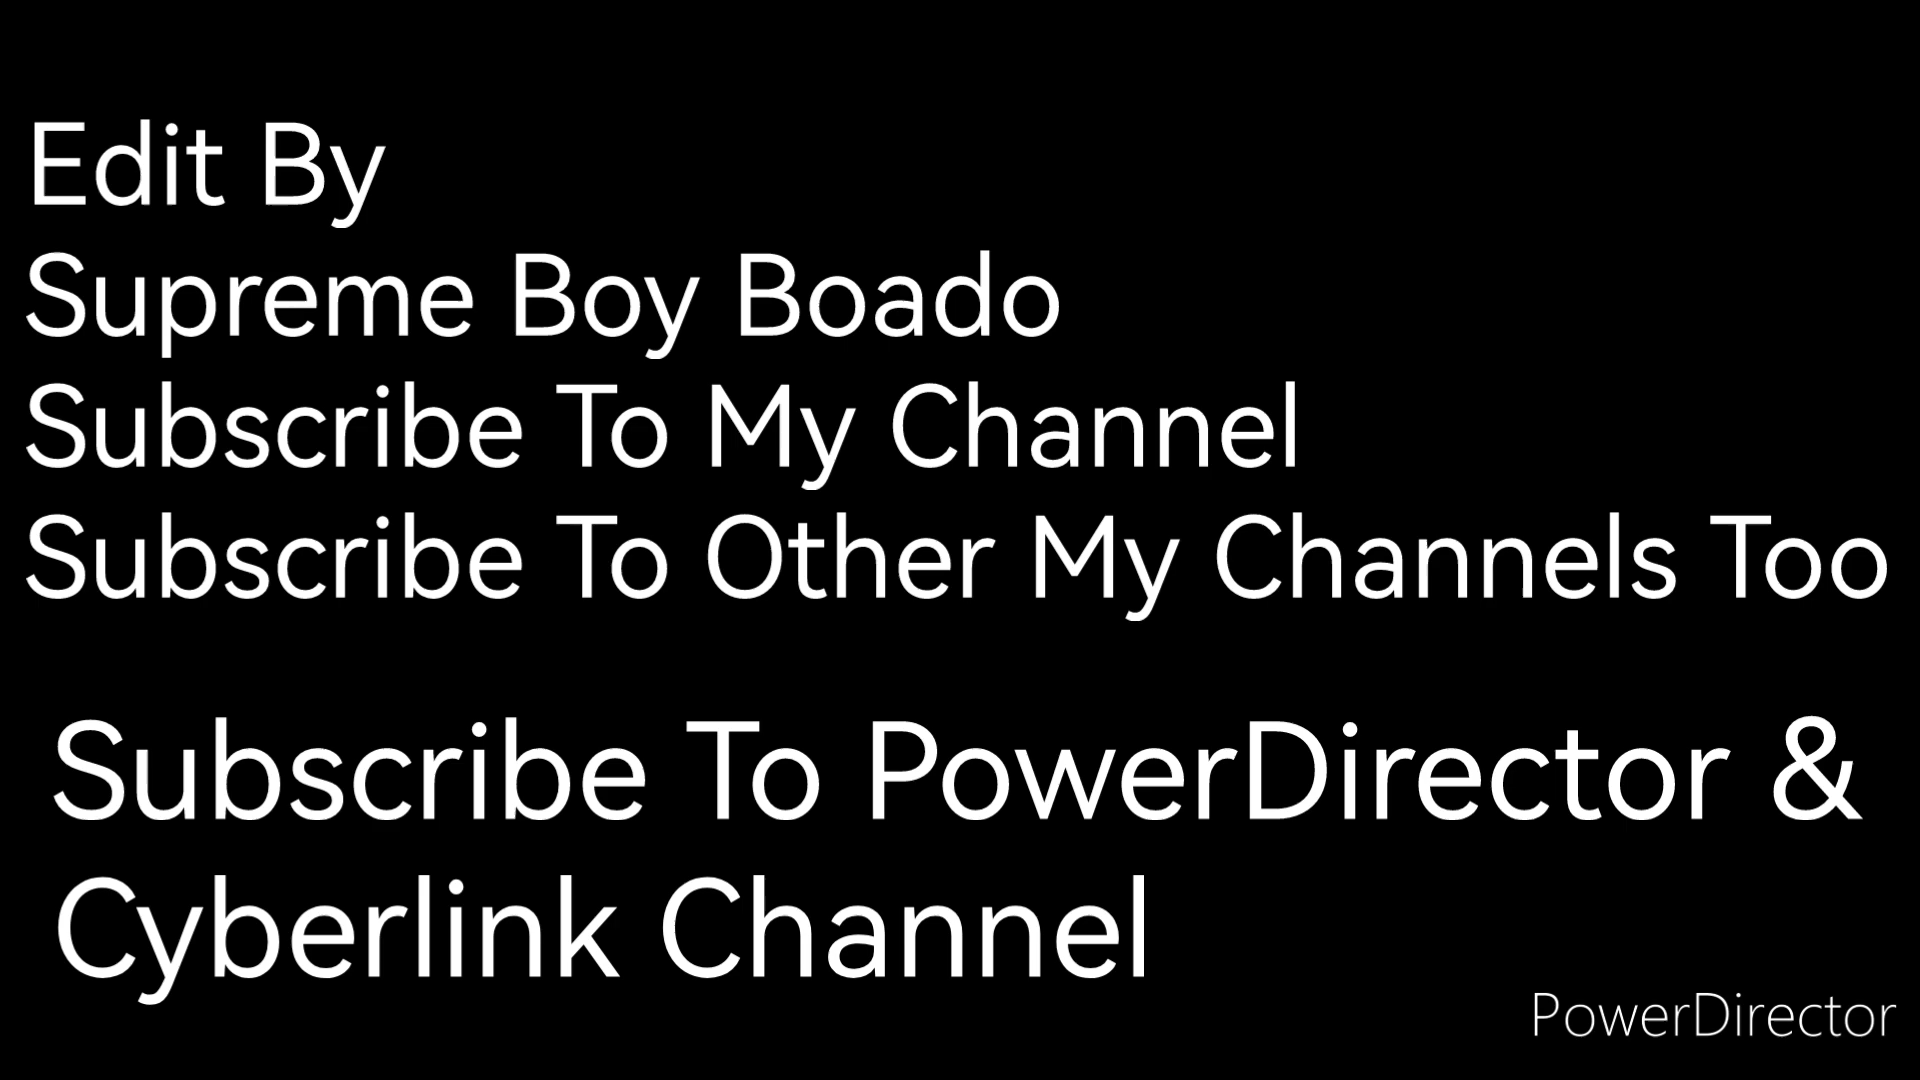 Edit By
Supreme Boy Boado
Subscribe To My Channel
Subscribe To Other My Channels Too
Subscribe To PowerDirector &
Cyberlink Channel
PowerDirector